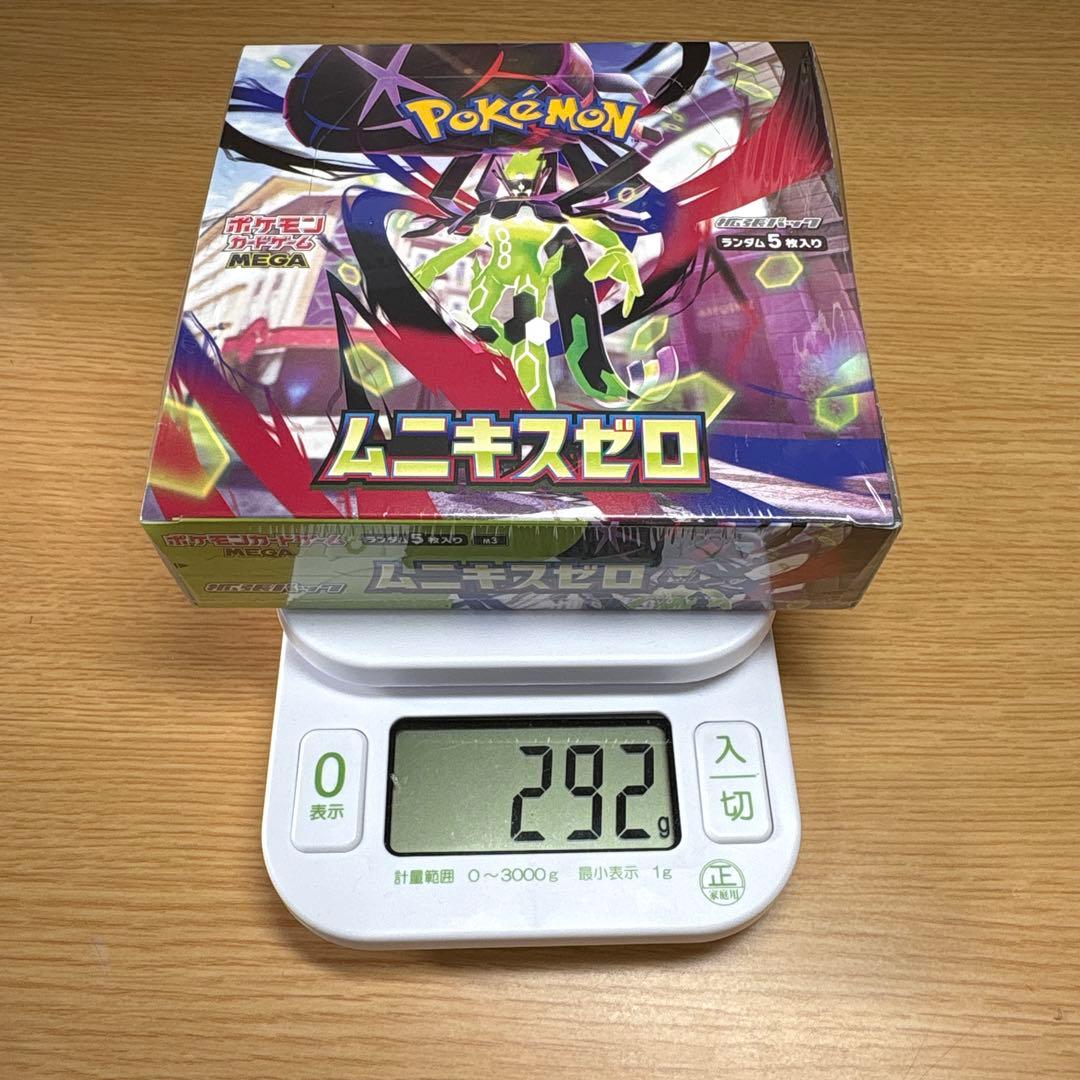 POKéMON
ポケモン
カードゲーム
MEGA
拡張パック
ランダム5枚入り
ムニキスゼロ
ポケモンカードゲーム
MEGA
ランダム5枚入り
M3
拡張パック
ムニキスゼロ
0
表示
292g
入
切
計量範囲 0～3000g 最小表示 1g
正
家庭用